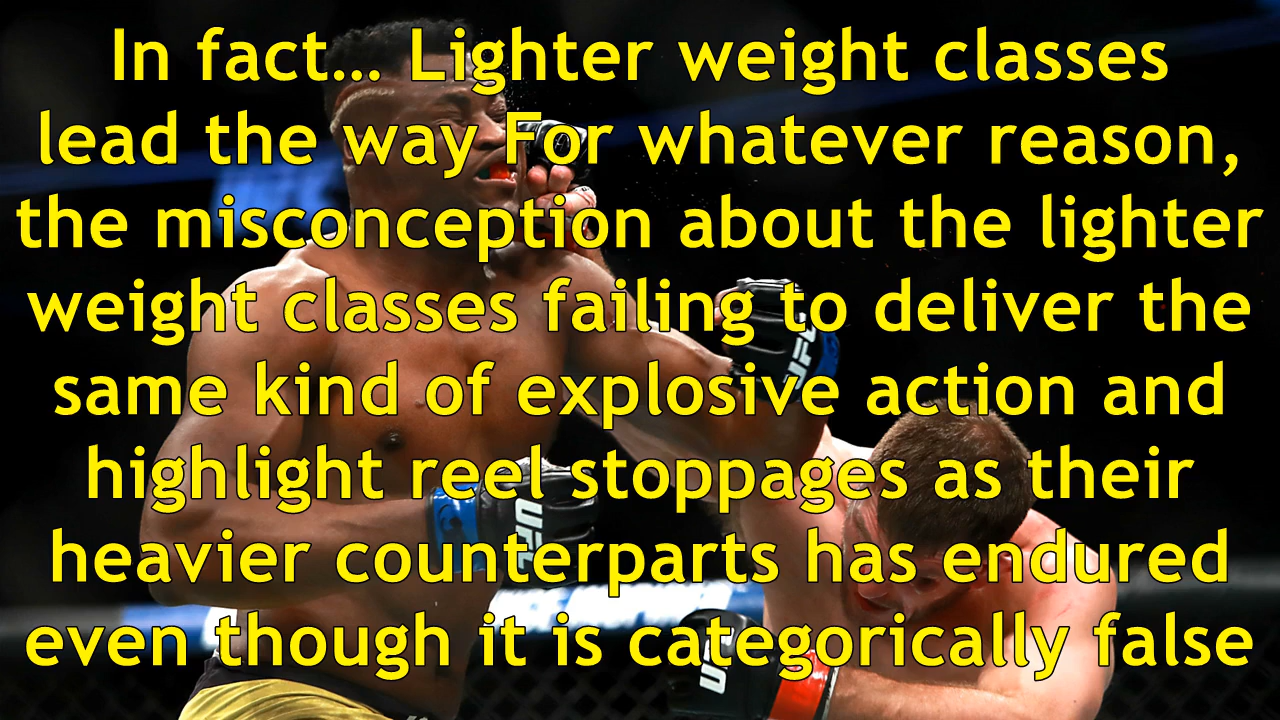 In fact... Lighter weight classes
lead the way For whatever reason,
the misconception about the lighter
weight classes failing to deliver the
same kind of explosive action and
highlight reel stoppages as their
heavier counterparts has endured
even though it is categorically false
UFC
UFC